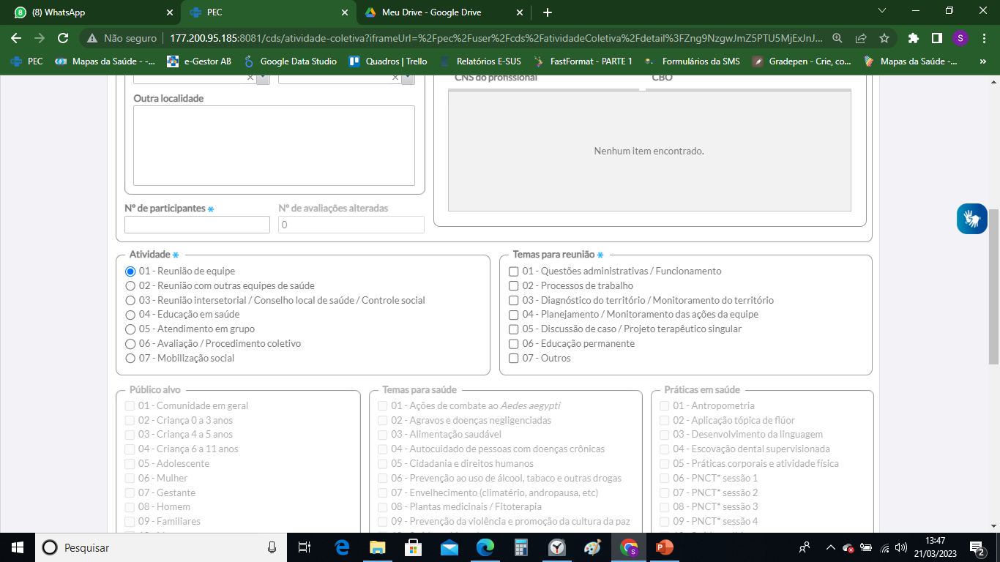 (8) WhatsApp
PEC
Meu Drive - Google Drive
Não seguro
177.200.95.185:8081/cds/atividade-coletiva?iframeUrl=%2Fpec%2Fuser%2Fcds%2FatividadeColetiva%2Fdetail%3FZng9NzgwJmZ5PTU5MjExJnJ...
PEC
Mapas da Saúde - -...
e-Gestor AB
Google Data Studio
Quadros | Trello
Relatórios E-SUS
FastFormat - PARTE 1
Formulários da SMS
Gradepen - Crie, co...
Mapas da Saúde -...
CNS do profissional
CBO
Outra localidade
Nenhum item encontrado.
Nº de participantes
Nº de avaliações alteradas
0
Atividade
01 - Reunião de equipe
02 - Reunião com outras equipes de saúde
03 - Reunião intersetorial / Conselho local de saúde / Controle social
04 - Educação em saúde
05 - Atendimento em grupo
06 - Avaliação / Procedimento coletivo
07 - Mobilização social
Temas para reunião
01 - Questões administrativas / Funcionamento
02 - Processos de trabalho
03 - Diagnóstico do território / Monitoramento do território
04 - Planejamento / Monitoramento das ações da equipe
05 - Discussão de caso / Projeto terapêutico singular
06 - Educação permanente
07 - Outros
Público alvo
01 - Comunidade em geral
02 - Criança 0 a 3 anos
03 - Criança 4 a 5 anos
04 - Criança 6 a 11 anos
05 - Adolescente
06 - Mulher
07 - Gestante
08 - Homem
09 - Familiares
Temas para saúde
01 - Ações de combate ao Aedes aegypti
02 - Agravos e doenças negligenciadas
03 - Alimentação saudável
04 - Autocuidado de pessoas com doenças crônicas
05 - Cidadania e direitos humanos
06 - Prevenção ao uso de álcool, tabaco e outras drogas
07 - Envelhecimento (climatério, andropausa, etc)
08 - Plantas medicinais / Fitoterapia
09 - Prevenção da violência e promoção da cultura da paz
Práticas em saúde
01 - Antropometria
02 - Aplicação tópica de flúor
03 - Desenvolvimento da linguagem
04 - Escovação dental supervisionada
05 - Práticas corporais e atividade física
06 - PNCT* sessão 1
07 - PNCT* sessão 2
08 - PNCT* sessão 3
09 - PNCT* sessão 4
Pesquisar
13:47
21/03/2023
2